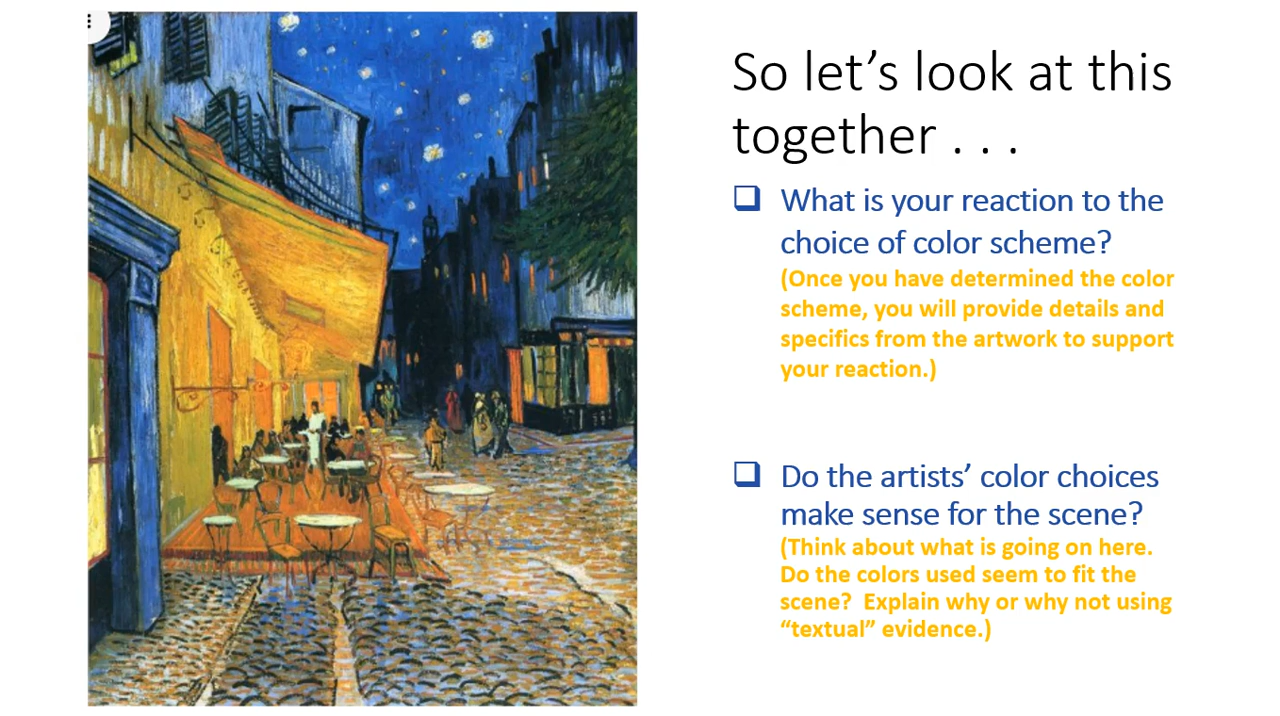 So let’s look at this
together . . .
❑ What is your reaction to the
choice of color scheme?
(Once you have determined the color
scheme, you will provide details and
specifics from the artwork to support
your reaction.)
❑ Do the artists’ color choices
make sense for the scene?
(Think about what is going on here.
Do the colors used seem to fit the
scene?  Explain why or why not using
“textual” evidence.)